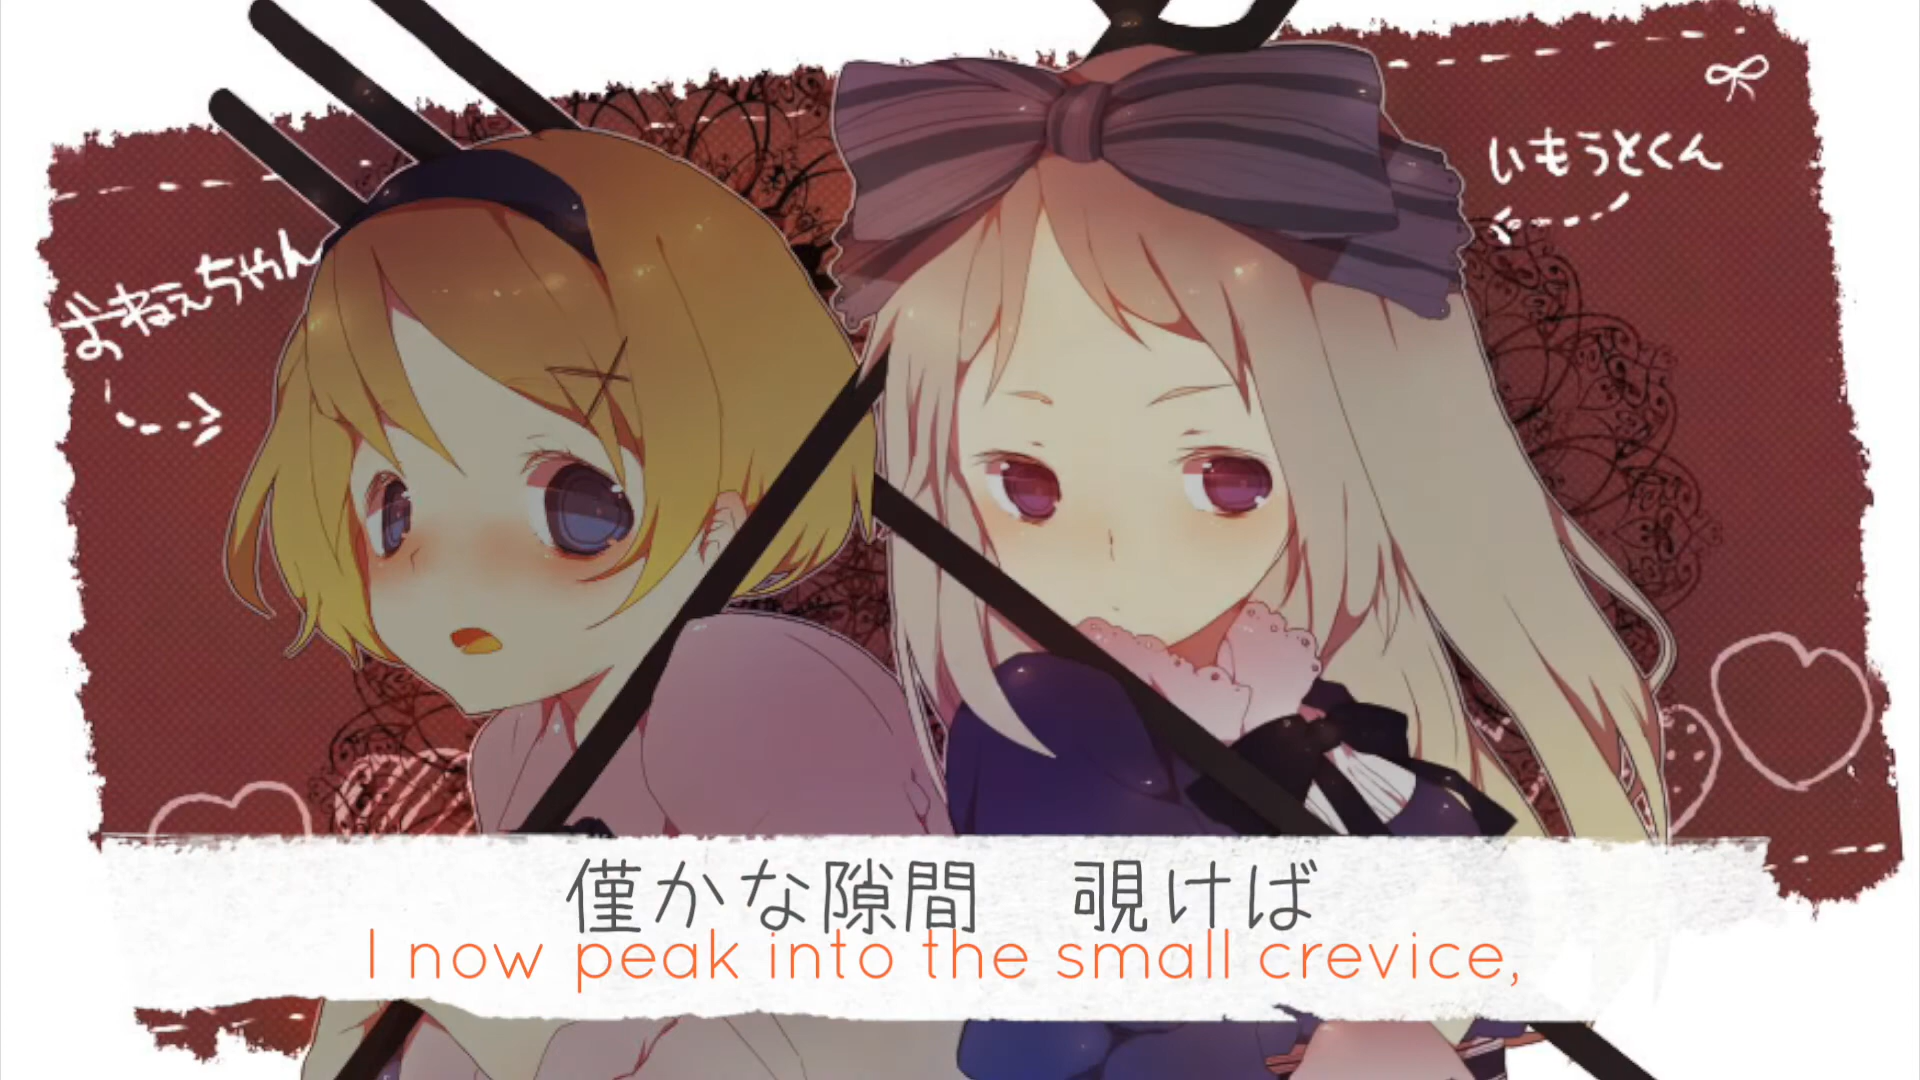 いもうとくん
おねぇちゃん
僅かな隙間　覗けば
I now peak into the small crevice,